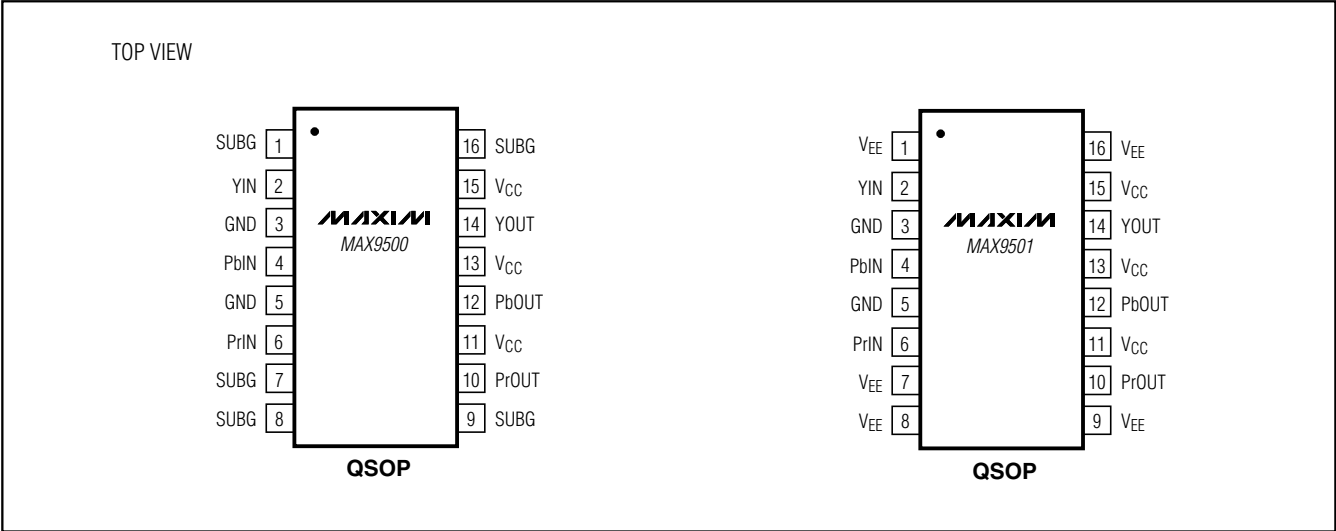 TOP VIEW
SUBG 1
YIN 2
GND 3
PbIN 4
GND 5
PrIN 6
SUBG 7
SUBG 8
MAXIM
MAX9500
16 SUBG
15 VCC
14 YOUT
13 VCC
12 PbOUT
11 VCC
10 PrOUT
9 SUBG
QSOP
VEE 1
YIN 2
GND 3
PbIN 4
GND 5
PrIN 6
VEE 7
VEE 8
MAXIM
MAX9501
16 VEE
15 VCC
14 YOUT
13 VCC
12 PbOUT
11 VCC
10 PrOUT
9 VEE
QSOP